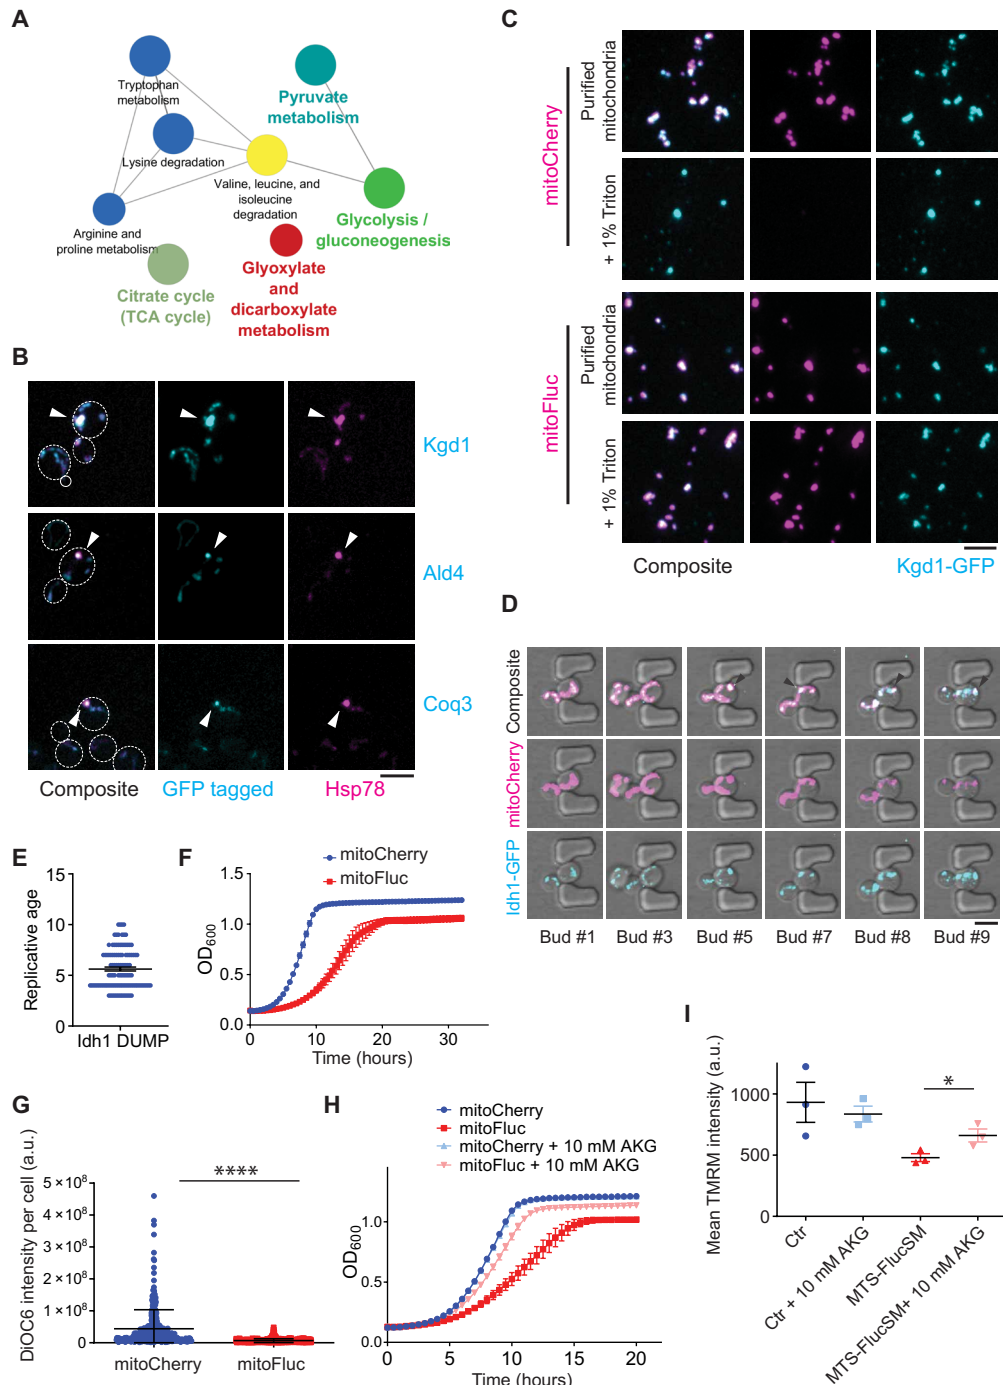 A
Tryptophan
metabolism
Pyruvate
metabolism
Lysine degradation
Valine, leucine, and
isoleucine
degradation
Arginine and
proline metabolism
Glycolysis /
gluconeogenesis
Citrate cycle
(TCA cycle)
Glyoxylate
and
dicarboxylate
metabolism
B
Kgd1
Ald4
Coq3
Composite
GFP tagged
Hsp78
C
mitoCherry
Purified
mitochondria
+ 1% Triton
mitoFluc
Purified
mitochondria
+ 1% Triton
Composite
Kgd1-GFP
D
Composite
mitoCherry
Idh1-GFP
Bud #1
Bud #3
Bud #5
Bud #7
Bud #8
Bud #9
E
Replicative age
15
10
5
0
Idh1 DUMP
F
mitoCherry
mitoFluc
OD600
1.5
1.0
0.5
0.0
0
10
20
30
Time (hours)
G
DiOC6 intensity per cell (a.u.)
5×10⁸
4×10⁸
3×10⁸
2×10⁸
1×10⁸
0
****
mitoCherry
mitoFluc
H
mitoCherry
mitoFluc
mitoCherry + 10 mM AKG
mitoFluc + 10 mM AKG
OD600
1.0
0.5
0.0
0
5
10
15
20
Time (hours)
I
Mean TMRM intensity (a.u.)
1000
500
0
*
Ctr
Ctr + 10 mM AKG
MTS-FlucSM
MTS-FlucSM+ 10 mM AKG